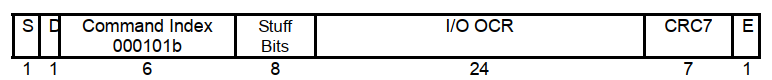 S D Command Index 000101b Stuff Bits I/O OCR CRC7 E
1 1 6 8 24 7 1